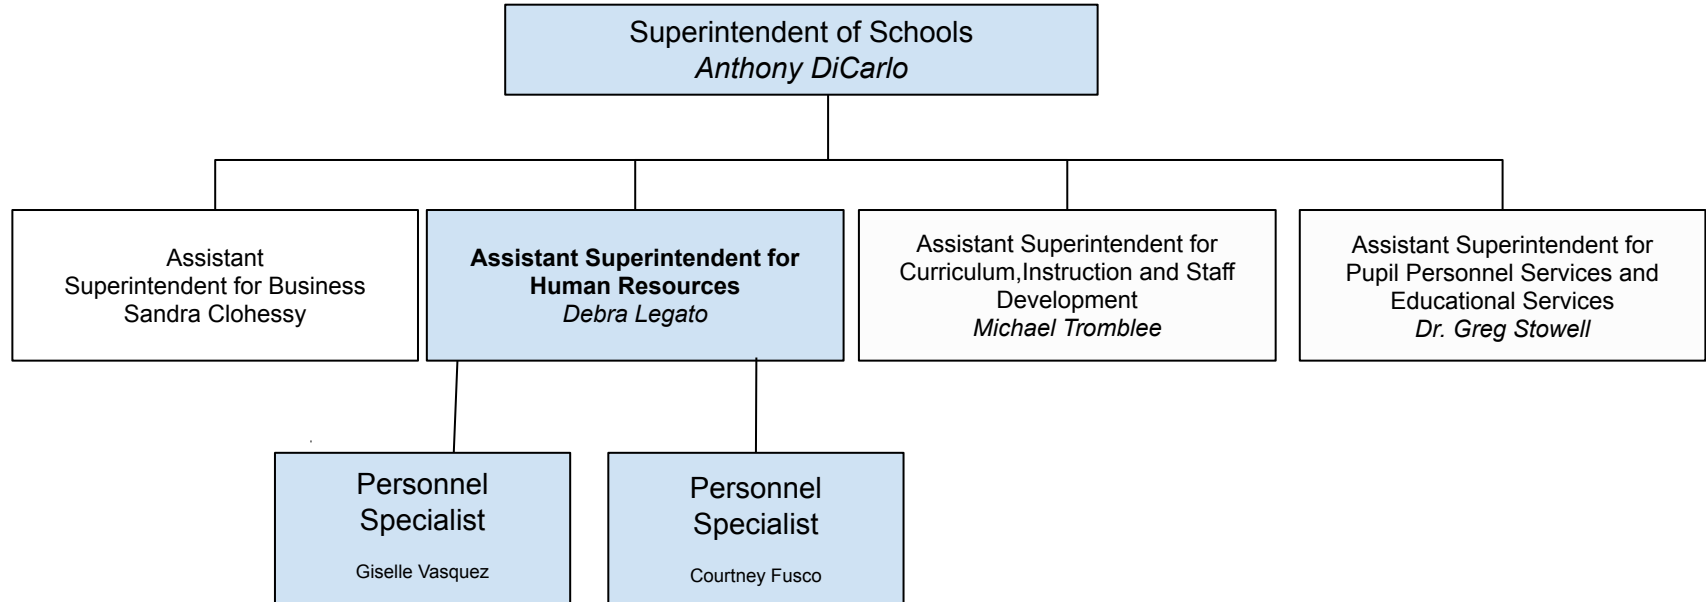 Superintendent of Schools
Anthony DiCarlo
Assistant
Superintendent for Business
Sandra Clohessy
Assistant Superintendent for
Human Resources
Debra Legato
Assistant Superintendent for
Curriculum,Instruction and Staff
Development
Michael Tromblee
Assistant Superintendent for
Pupil Personnel Services and
Educational Services
Dr. Greg Stowell
Personnel
Specialist
Giselle Vasquez
Personnel
Specialist
Courtney Fusco